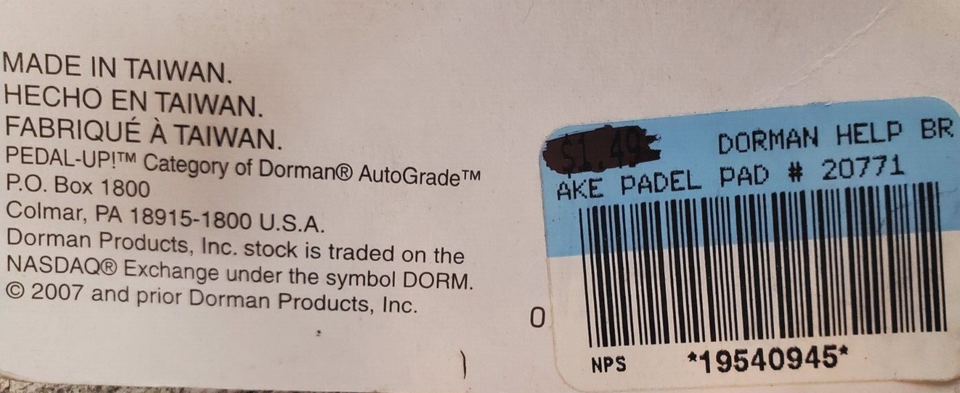 MADE IN TAIWAN.
HECHO EN TAIWAN.
FABRIQUÉ À TAIWAN.
PEDAL-UP!™ Category of Dorman® AutoGrade™
P.O. Box 1800
Colmar, PA 18915-1800 U.S.A.
Dorman Products, Inc. stock is traded on the
NASDAQ® Exchange under the symbol DORM.
© 2007 and prior Dorman Products, Inc.
0
$1.49 DORMAN HELP BR
AKE PADEL PAD # 20771
NPS *19540945*